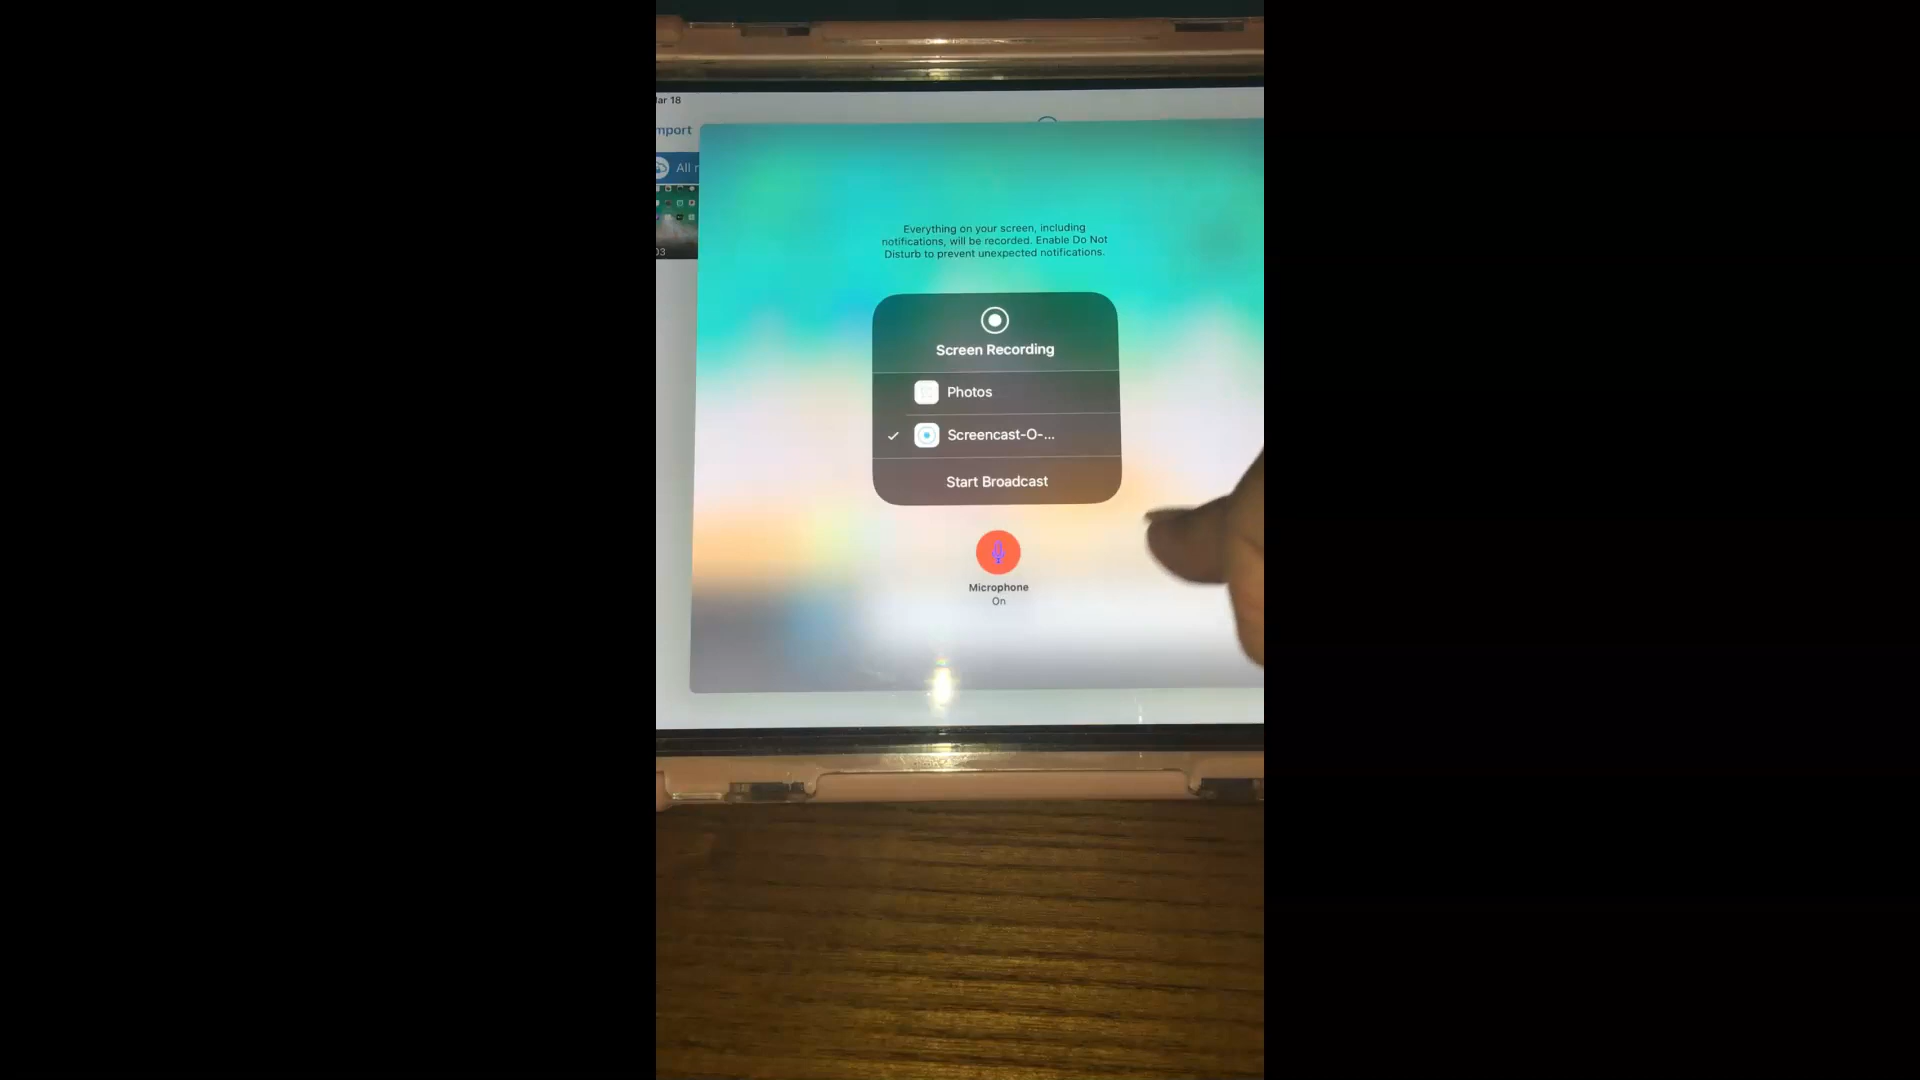 ar 18
mport
All r
03
Everything on your screen, including
notifications, will be recorded. Enable Do Not
Disturb to prevent unexpected notifications.
Screen Recording
Photos
Screencast-O-...
Start Broadcast
Microphone
On